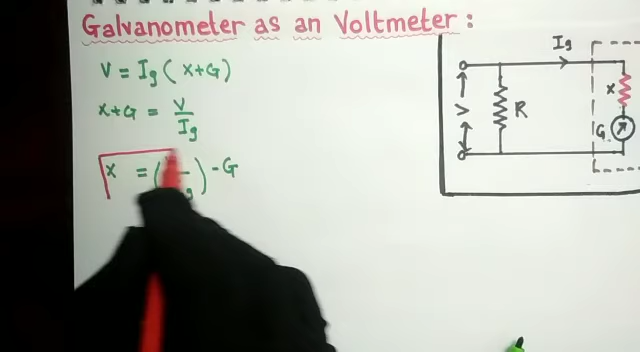 Galvanometer as an Voltmeter :
V = Ig ( x+G)
x+G = V/Ig
x = ( ) - G
Ig
V
R
x
G